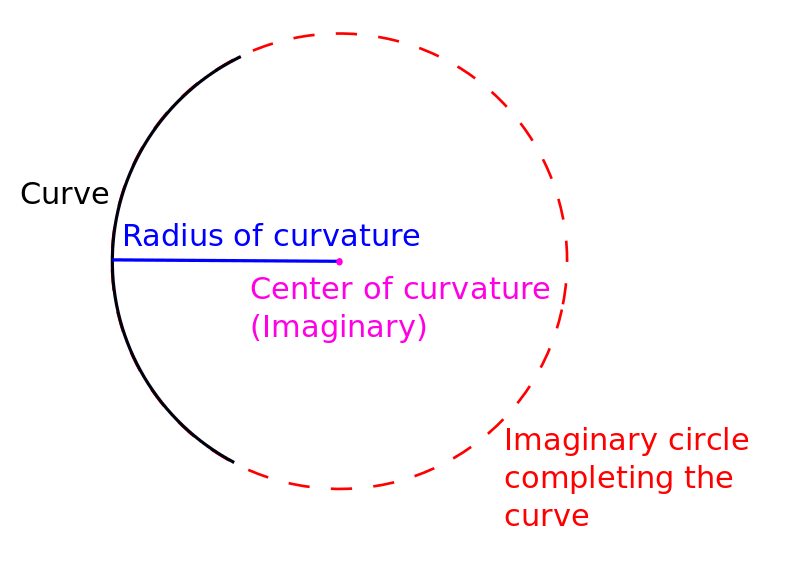 Curve
Radius of curvature
Center of curvature
(Imaginary)
Imaginary circle
completing the
curve